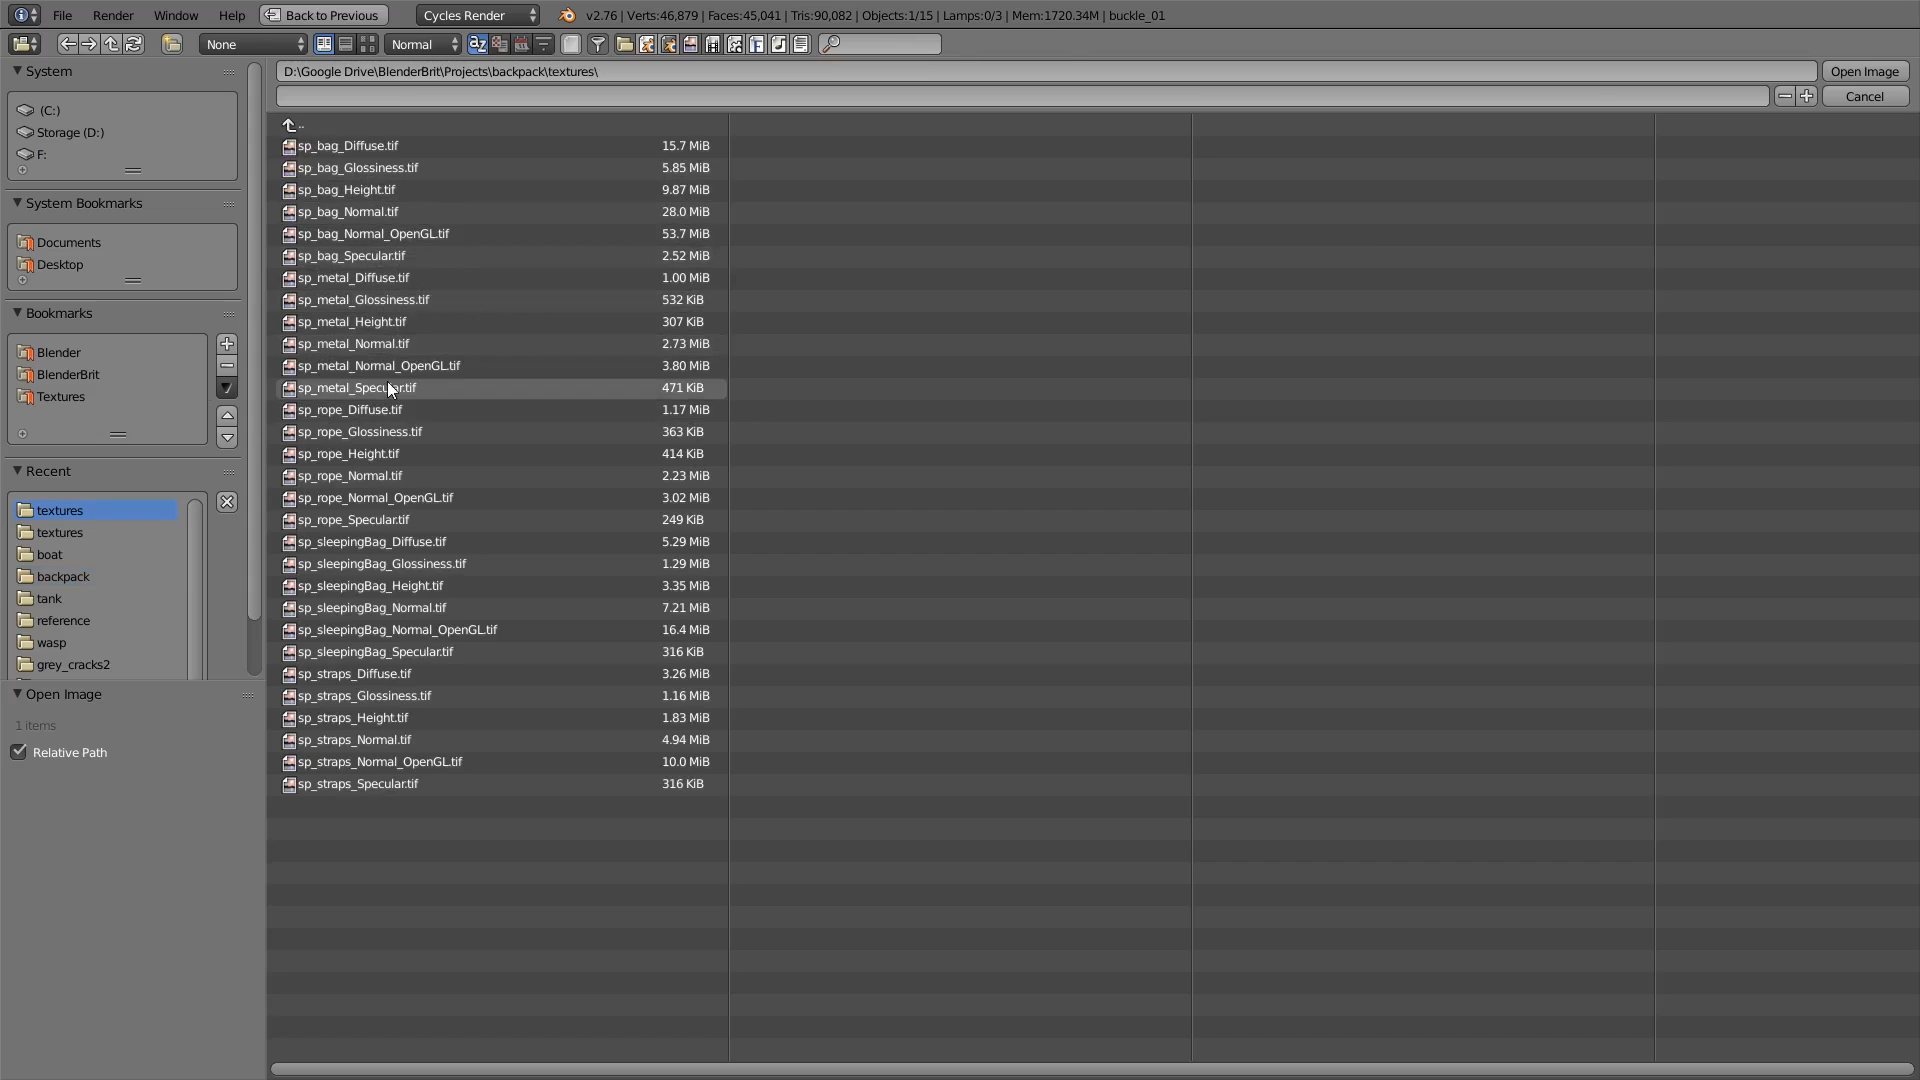 File Render Window Help Back to Previous Cycles Render v2.76 | Verts:46,879 | Faces:45,041 | Tris:90,082 | Objects:1/15 | Lamps:0/3 | Mem:1720.34M | buckle_01
None Normal
System
(C:)
Storage (D:)
F:
System Bookmarks
Documents
Desktop
Bookmarks
Blender
BlenderBrit
Textures
Recent
textures
textures
boat
backpack
tank
reference
wasp
grey_cracks2
Open Image
1 items
Relative Path
D:\Google Drive\BlenderBrit\Projects\backpack\textures\ Open Image
Cancel
..
sp_bag_Diffuse.tif 15.7 MiB
sp_bag_Glossiness.tif 5.85 MiB
sp_bag_Height.tif 9.87 MiB
sp_bag_Normal.tif 28.0 MiB
sp_bag_Normal_OpenGL.tif 53.7 MiB
sp_bag_Specular.tif 2.52 MiB
sp_metal_Diffuse.tif 1.00 MiB
sp_metal_Glossiness.tif 532 KiB
sp_metal_Height.tif 307 KiB
sp_metal_Normal.tif 2.73 MiB
sp_metal_Normal_OpenGL.tif 3.80 MiB
sp_metal_Specular.tif 471 KiB
sp_rope_Diffuse.tif 1.17 MiB
sp_rope_Glossiness.tif 363 KiB
sp_rope_Height.tif 414 KiB
sp_rope_Normal.tif 2.23 MiB
sp_rope_Normal_OpenGL.tif 3.02 MiB
sp_rope_Specular.tif 249 KiB
sp_sleepingBag_Diffuse.tif 5.29 MiB
sp_sleepingBag_Glossiness.tif 1.29 MiB
sp_sleepingBag_Height.tif 3.35 MiB
sp_sleepingBag_Normal.tif 7.21 MiB
sp_sleepingBag_Normal_OpenGL.tif 16.4 MiB
sp_sleepingBag_Specular.tif 316 KiB
sp_straps_Diffuse.tif 3.26 MiB
sp_straps_Glossiness.tif 1.16 MiB
sp_straps_Height.tif 1.83 MiB
sp_straps_Normal.tif 4.94 MiB
sp_straps_Normal_OpenGL.tif 10.0 MiB
sp_straps_Specular.tif 316 KiB